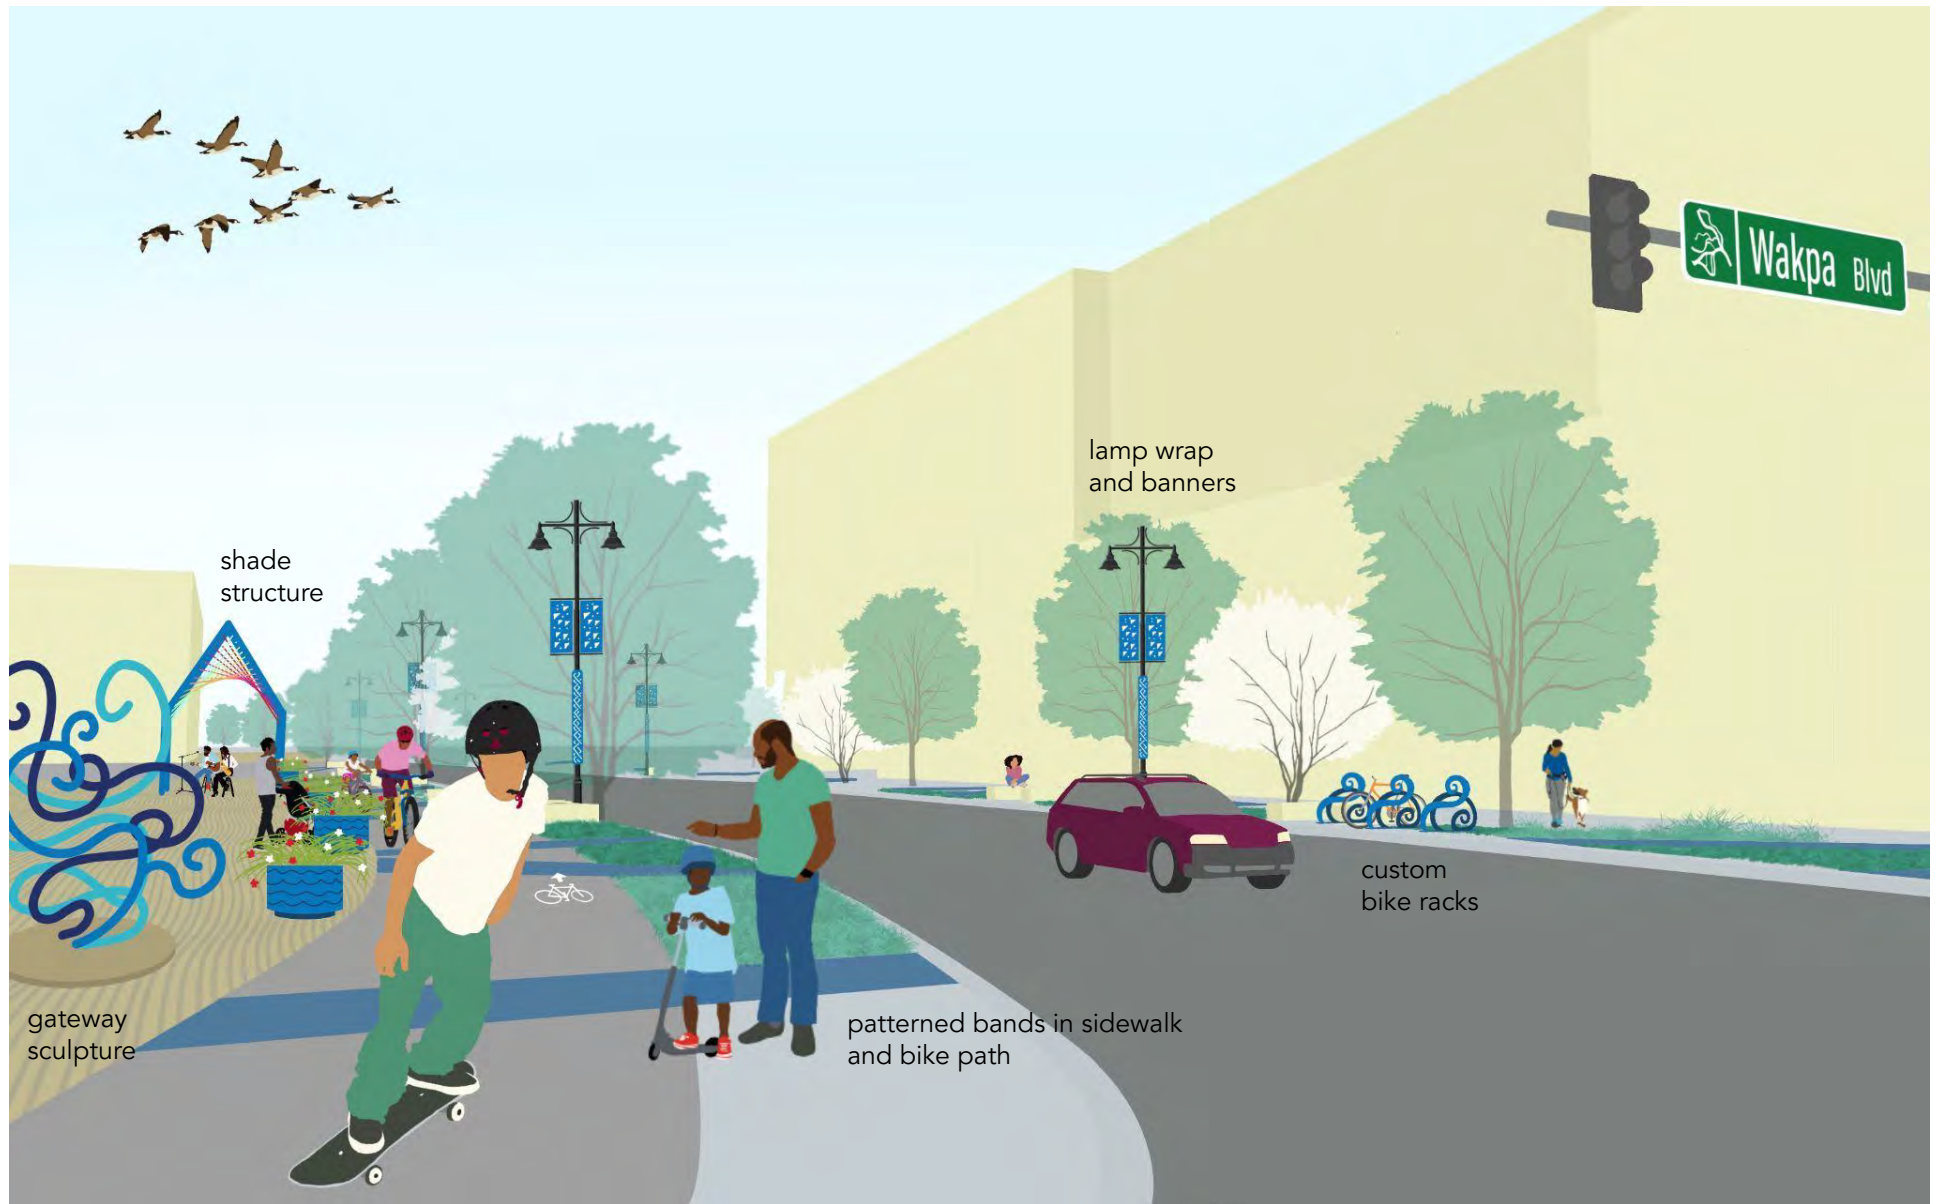 Wakpa Blvd
lamp wrap
and banners
shade
structure
custom
bike racks
gateway
sculpture
patterned bands in sidewalk
and bike path